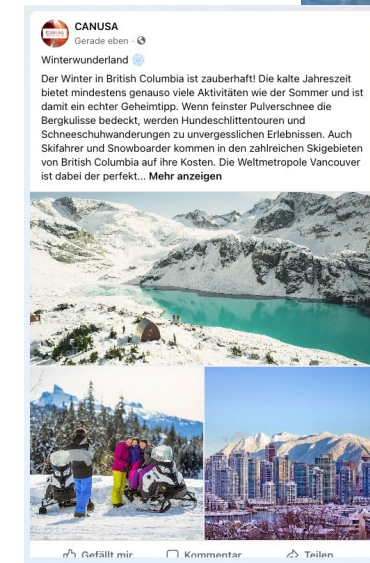 CANUSA
Gerade eben ·
Winterwunderland
Der Winter in British Columbia ist zauberhaft! Die kalte Jahreszeit
bietet mindestens genauso viele Aktivitäten wie der Sommer und ist
damit ein echter Geheimtipp. Wenn feinster Pulverschnee die
Bergkulisse bedeckt, werden Hundeschlittentouren und
Schneeschuhwanderungen zu unvergesslichen Erlebnissen. Auch
Skifahrer und Snowboarder kommen in den zahlreichen Skigebieten
von British Columbia auf ihre Kosten. Die Weltmetropole Vancouver
ist dabei der perfekt... Mehr anzeigen
Gefällt mir Kommentar Teilen